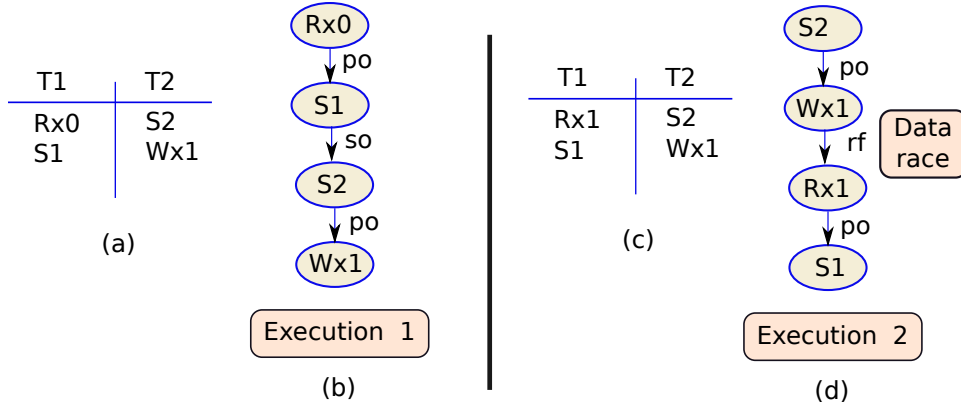 T1 T2
Rx0 S2
S1 Wx1
(a)
Rx0
po
S1
so
S2
po
Wx1
Execution 1
(b)
T1 T2
Rx1 S2
S1 Wx1
(c)
S2
po
Wx1
rf
Data
race
Rx1
po
S1
Execution 2
(d)